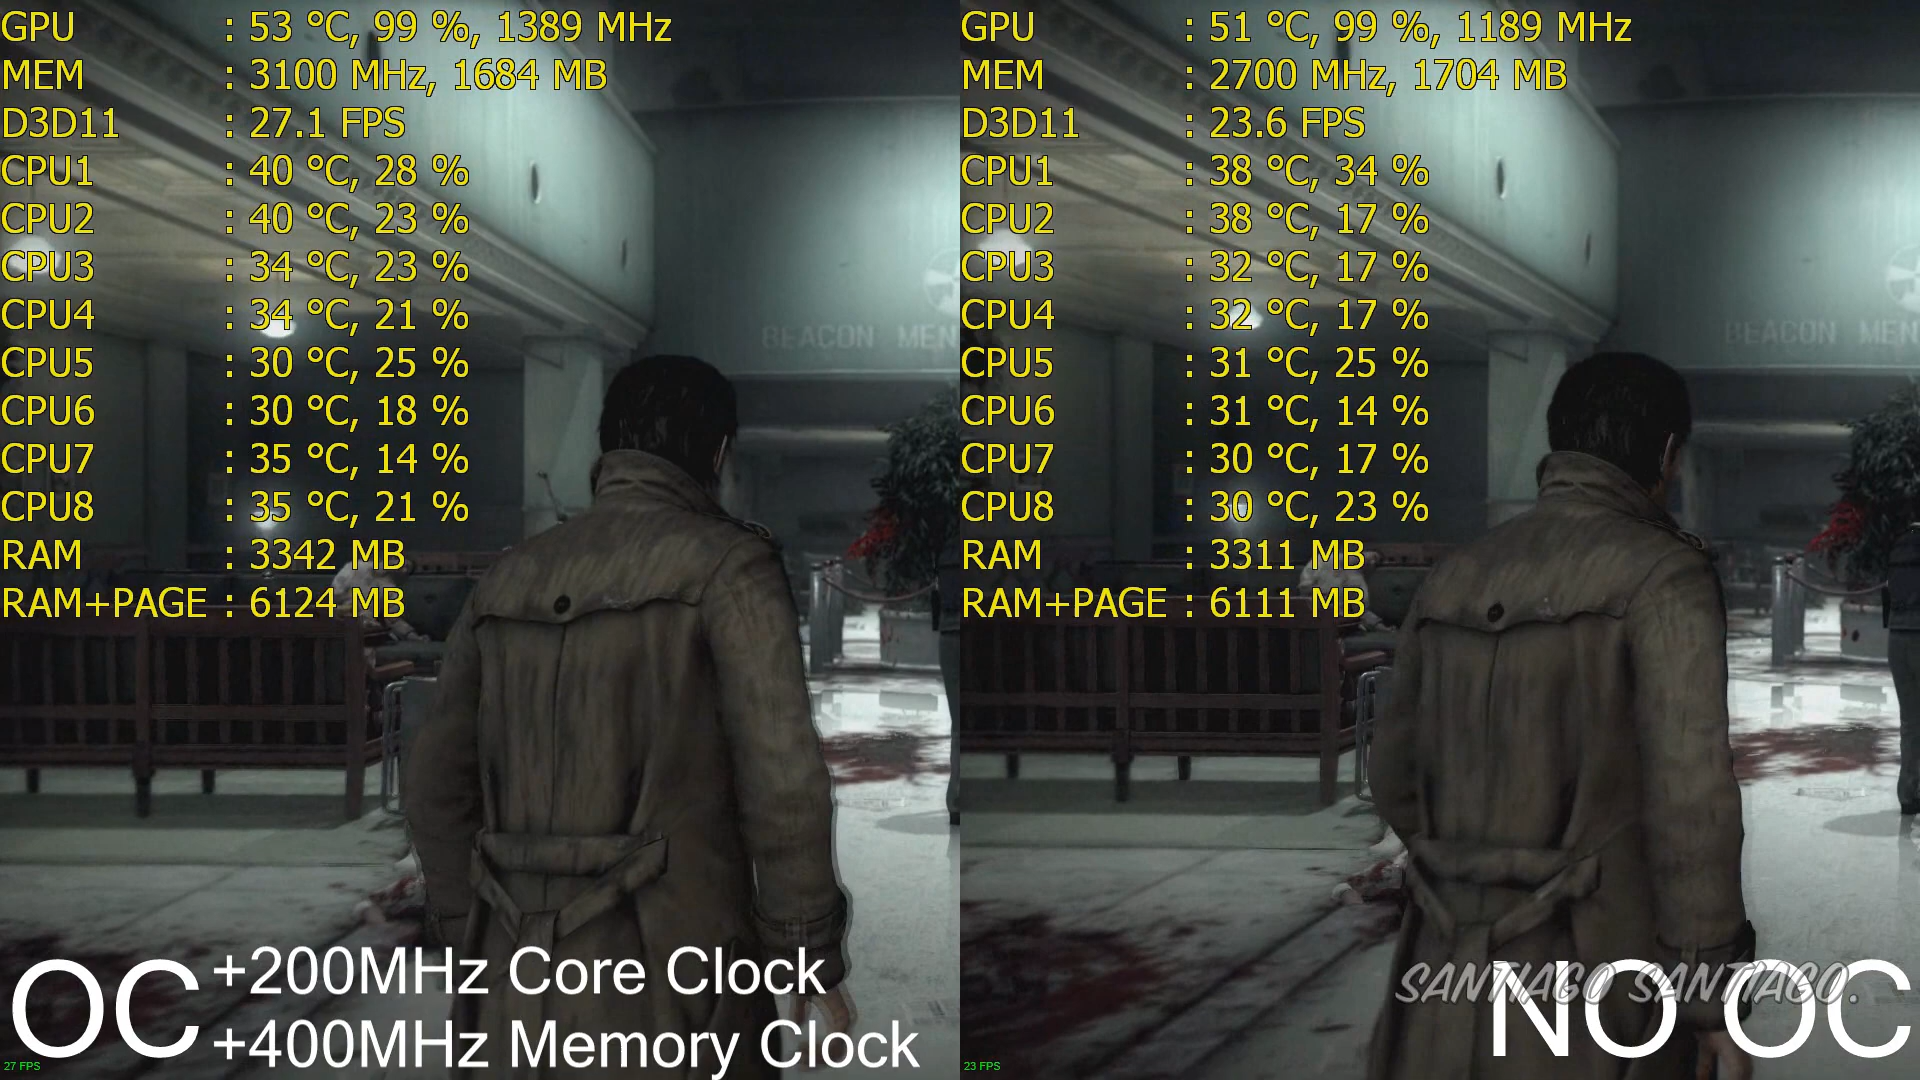 GPU : 53 °C, 99 %, 1389 MHz
MEM : 3100 MHz, 1684 MB
D3D11 : 27.1 FPS
CPU1 : 40 °C, 28 %
CPU2 : 40 °C, 23 %
CPU3 : 34 °C, 23 %
CPU4 : 34 °C, 21 %
CPU5 : 30 °C, 25 %
CPU6 : 30 °C, 18 %
CPU7 : 35 °C, 14 %
CPU8 : 35 °C, 21 %
RAM : 3342 MB
RAM+PAGE : 6124 MB
BEACON MEN
OC
+200MHz Core Clock
+400MHz Memory Clock
27 FPS
GPU : 51 °C, 99 %, 1189 MHz
MEM : 2700 MHz, 1704 MB
D3D11 : 23.6 FPS
CPU1 : 38 °C, 34 %
CPU2 : 38 °C, 17 %
CPU3 : 32 °C, 17 %
CPU4 : 32 °C, 17 %
CPU5 : 31 °C, 25 %
CPU6 : 31 °C, 14 %
CPU7 : 30 °C, 17 %
CPU8 : 30 °C, 23 %
RAM : 3311 MB
RAM+PAGE : 6111 MB
BEACON MEN
SANTIAGO SANTIAGO.
NO OC
23 FPS